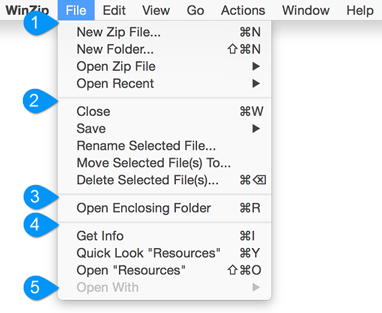 WinZip File Edit View Go Actions Window Help
1
New Zip File... ⌘N
New Folder... ⇧⌘N
Open Zip File ▶
Open Recent ▶
2
Close ⌘W
Save ▶
Rename Selected File...
Move Selected File(s) To...
Delete Selected File(s)... ⌘⌫
3
Open Enclosing Folder ⌘R
4
Get Info ⌘I
Quick Look "Resources" ⌘Y
Open "Resources" ⇧⌘O
5 Open With ▶